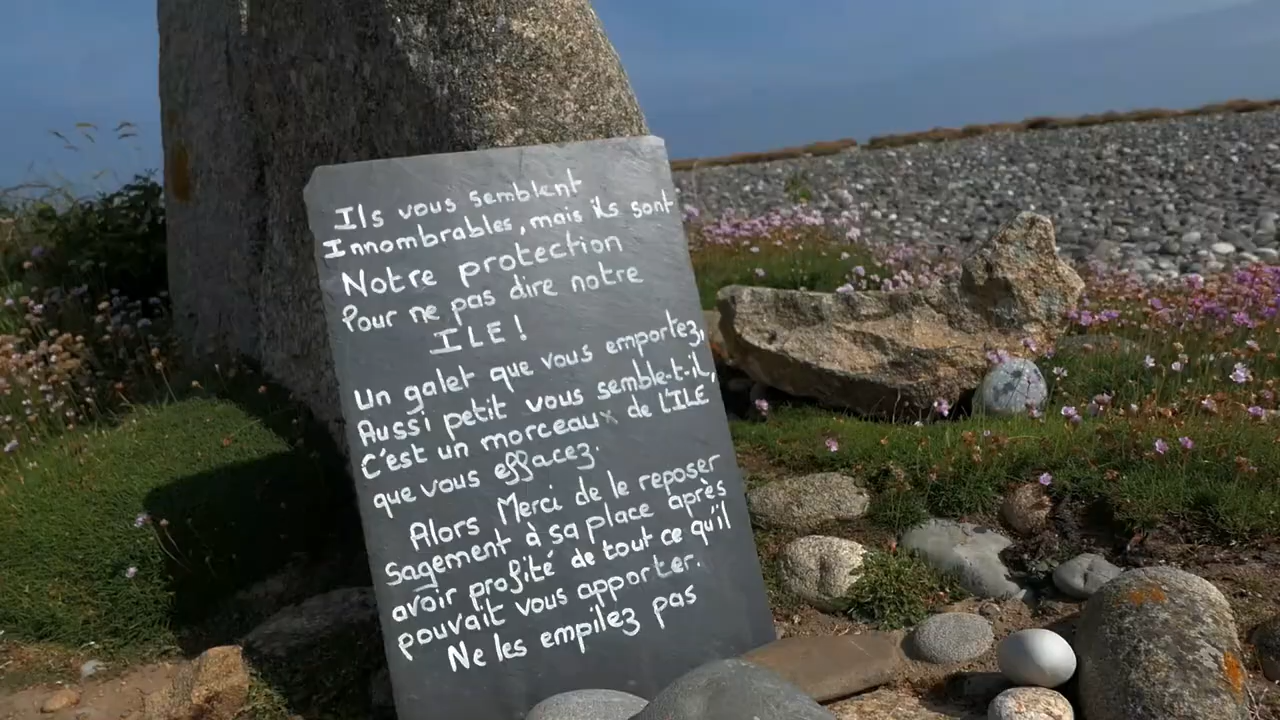 Ils vous semblent
Innombrables, mais ils sont
Notre protection
Pour ne pas dire notre
ILE !
Un galet que vous emportez,
Aussi petit vous semble-t-il,
C'est un morceaux de l'ILE
que vous effacez.
Alors Merci de le reposer
sagement à sa place après
avoir profité de tout ce qu'il
pouvait vous apporter.
Ne les empilez pas